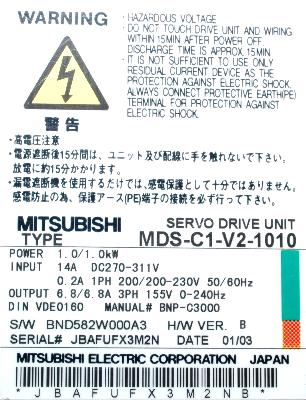 WARNING
・HAZARDOUS VOLTAGE
・DO NOT TOUCH DRIVE UNIT AND WIRING
WITHIN 15MIN AFTER POWER OFF
DISCHARGE TIME IS APPROX.15MIN
・IT IS NOT SUFFICIENT TO USE ONLY
RESIDUAL CURRENT DEVICE AS THE
PROTECTION AGAINST ELECTRIC SHOCK.
ALWAYS CONNECT PROTECTIVE EARTH(PE)
TERMINAL FOR PROTECTION AGAINST
ELECTRIC SHOCK.
警告
・高電圧注意
・電源遮断後15分間は、ユニット及び配線に手を触れないで下さい。
放電に約15分かかります。
・漏電遮断機を使用するだけでは、感電保護として十分ではありません。
感電防止の為、保護アース(PE)端子の接続を必ず行って下さい。
MITSUBISHI SERVO DRIVE UNIT
TYPE MDS-C1-V2-1010
POWER 1.0/1.0kW
INPUT 14A DC270-311V
0.2A 1PH 200/200-230V 50/60Hz
OUTPUT 6.8/6.8A 3PH 155V 0-240Hz
DIN VDE0160 MANUAL# BNP-C3000
S/W BND582W000A3 H/W VER. B
SERIAL# JBAFUFX3M2N DATE 01/03
MITSUBISHI ELECTRIC CORPORATION JAPAN
*JBAFUFX3M2NB*